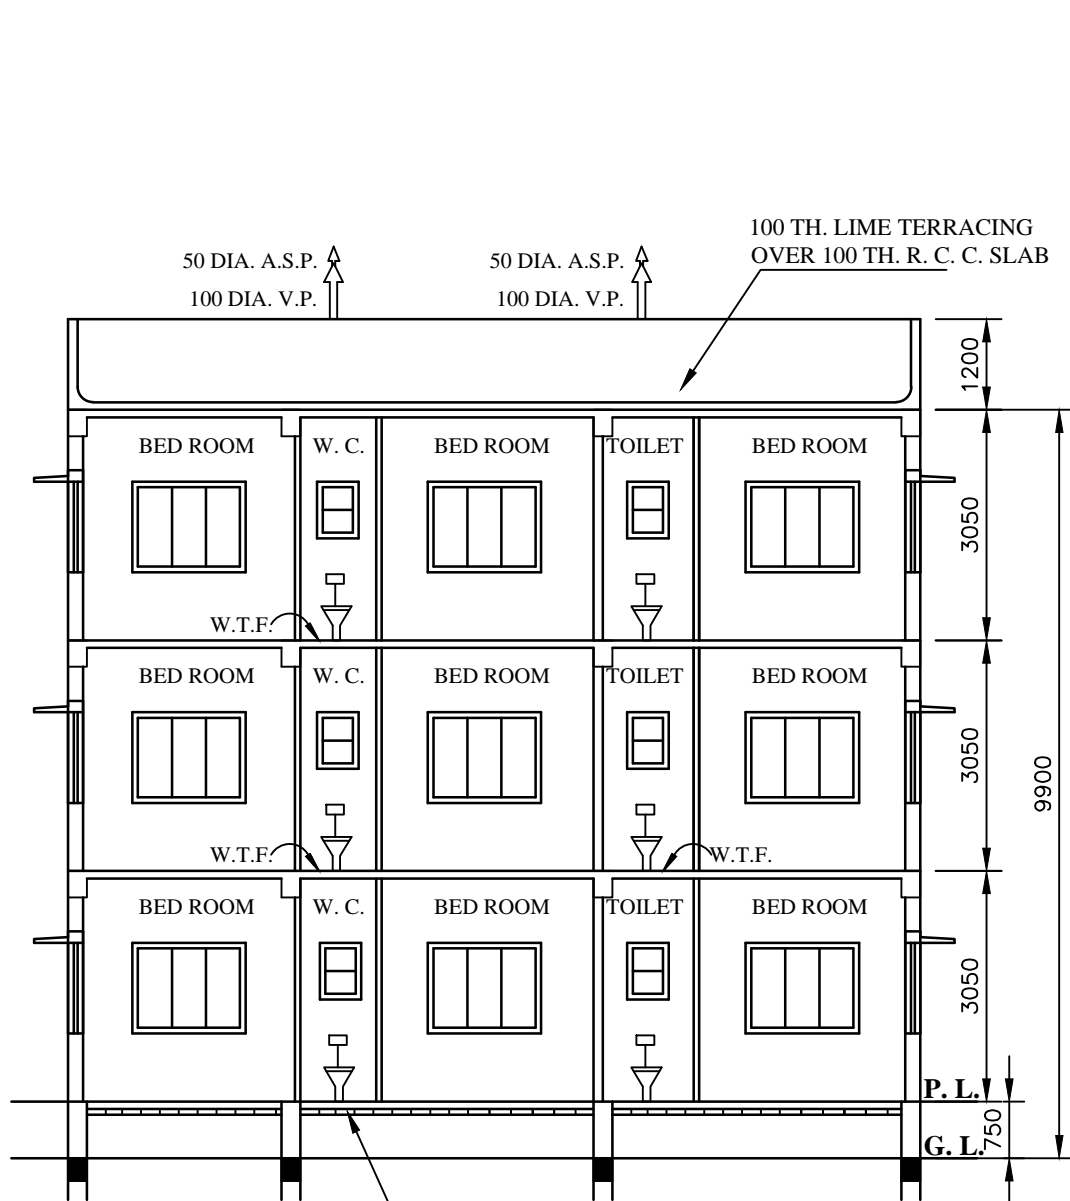 100 TH. LIME TERRACING
OVER 100 TH. R. C. C. SLAB
50 DIA. A.S.P.
50 DIA. A.S.P.
100 DIA. V.P.
100 DIA. V.P.
1200
BED ROOM
W. C.
BED ROOM
TOILET
BED ROOM
3050
W.T.F.
BED ROOM
W. C.
BED ROOM
TOILET
BED ROOM
3050
9900
W.T.F.
W.T.F.
BED ROOM
W. C.
BED ROOM
TOILET
BED ROOM
3050
P. L.
750
G. L.